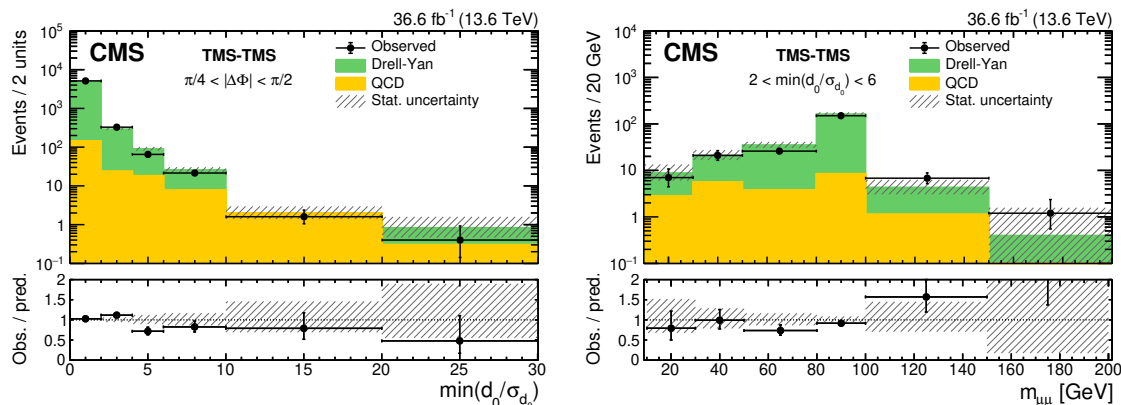 36.6 fb⁻¹ (13.6 TeV)
CMS
TMS-TMS
π/4 < |ΔΦ| < π/2
Observed
Drell-Yan
QCD
Stat. uncertainty
Events / 2 units
10⁵
10⁴
10³
10²
10
1
10⁻¹
Obs. / pred.
2
1.5
1
0.5
0
0 5 10 15 20 25 30
min(d₀/σ_d₀)
36.6 fb⁻¹ (13.6 TeV)
CMS
TMS-TMS
2 < min(d₀/σ_d₀) < 6
Observed
Drell-Yan
QCD
Stat. uncertainty
Events / 20 GeV
10⁴
10³
10²
10
1
10⁻¹
Obs. / pred.
2
1.5
1
0.5
0
20 40 60 80 100 120 140 160 180 200
m_μμ [GeV]